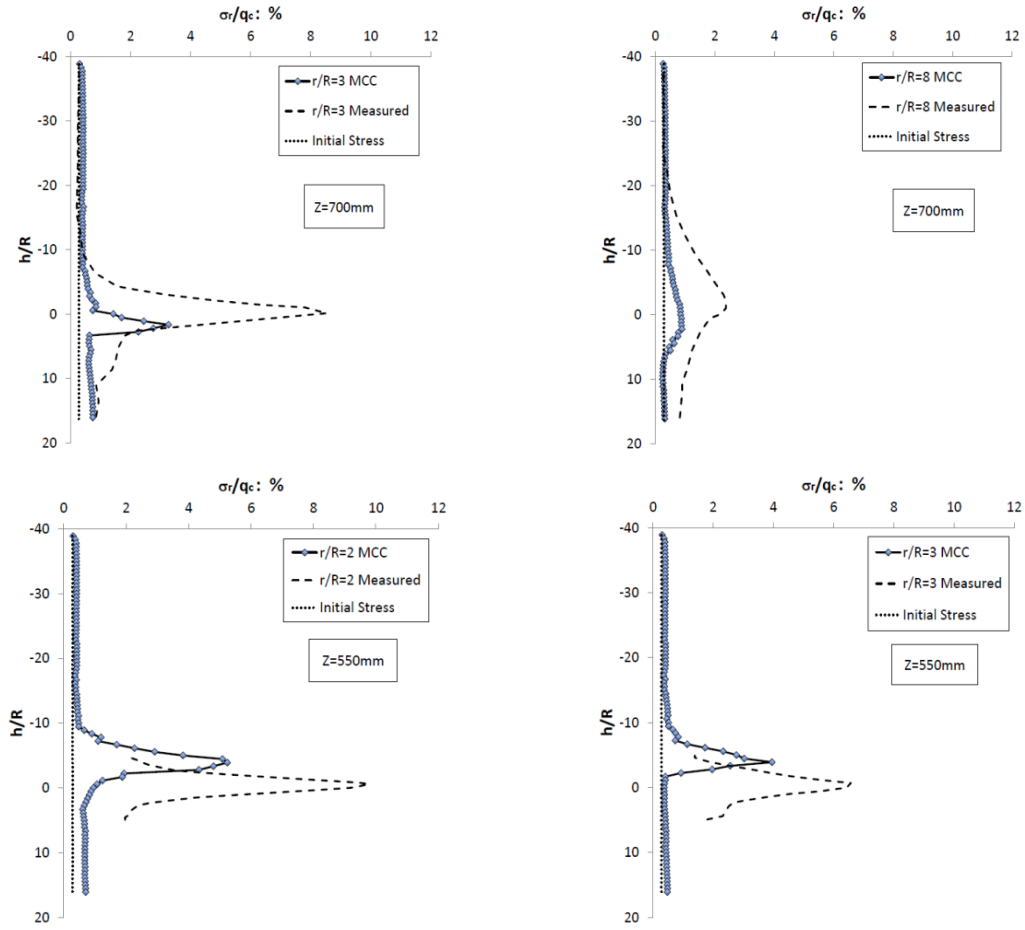 σr/qc: %
0 2 4 6 8 10 12
-40
-30
-20
-10
0
10
20
h/R
r/R=3 MCC
r/R=3 Measured
Initial Stress
Z=700mm
σr/qc: %
0 2 4 6 8 10 12
-40
-30
-20
-10
0
10
20
h/R
r/R=8 MCC
r/R=8 Measured
Initial Stress
Z=700mm
σr/qc: %
0 2 4 6 8 10 12
-40
-30
-20
-10
0
10
20
h/R
r/R=2 MCC
r/R=2 Measured
Initial Stress
Z=550mm
σr/qc: %
0 2 4 6 8 10 12
-40
-30
-20
-10
0
10
20
h/R
r/R=3 MCC
r/R=3 Measured
Initial Stress
Z=550mm